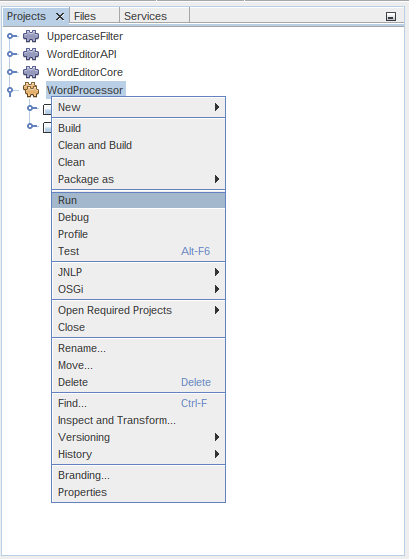 Projects Files Services
UppercaseFilter
WordEditorAPI
WordEditorCore
WordProcessor
New
Build
Clean and Build
Clean
Package as
Run
Debug
Profile
Test Alt-F6
JNLP
OSGi
Open Required Projects
Close
Rename...
Move...
Delete Delete
Find... Ctrl-F
Inspect and Transform...
Versioning
History
Branding...
Properties